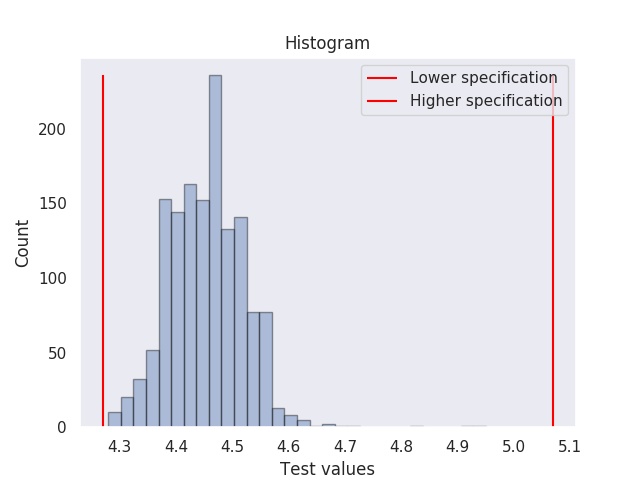 Histogram
Lower specification
Higher specification
Count
200
150
100
50
0
4.3 4.4 4.5 4.6 4.7 4.8 4.9 5.0 5.1
Test values